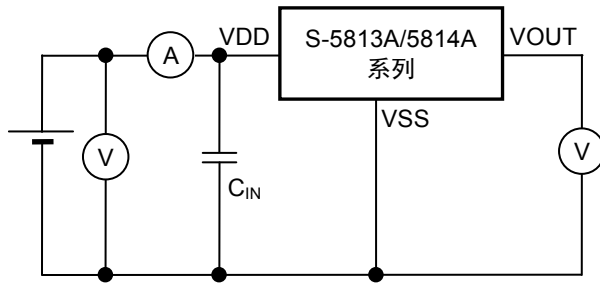 A
VDD
S-5813A/5814A
系列
VOUT
VSS
V
CIN
V